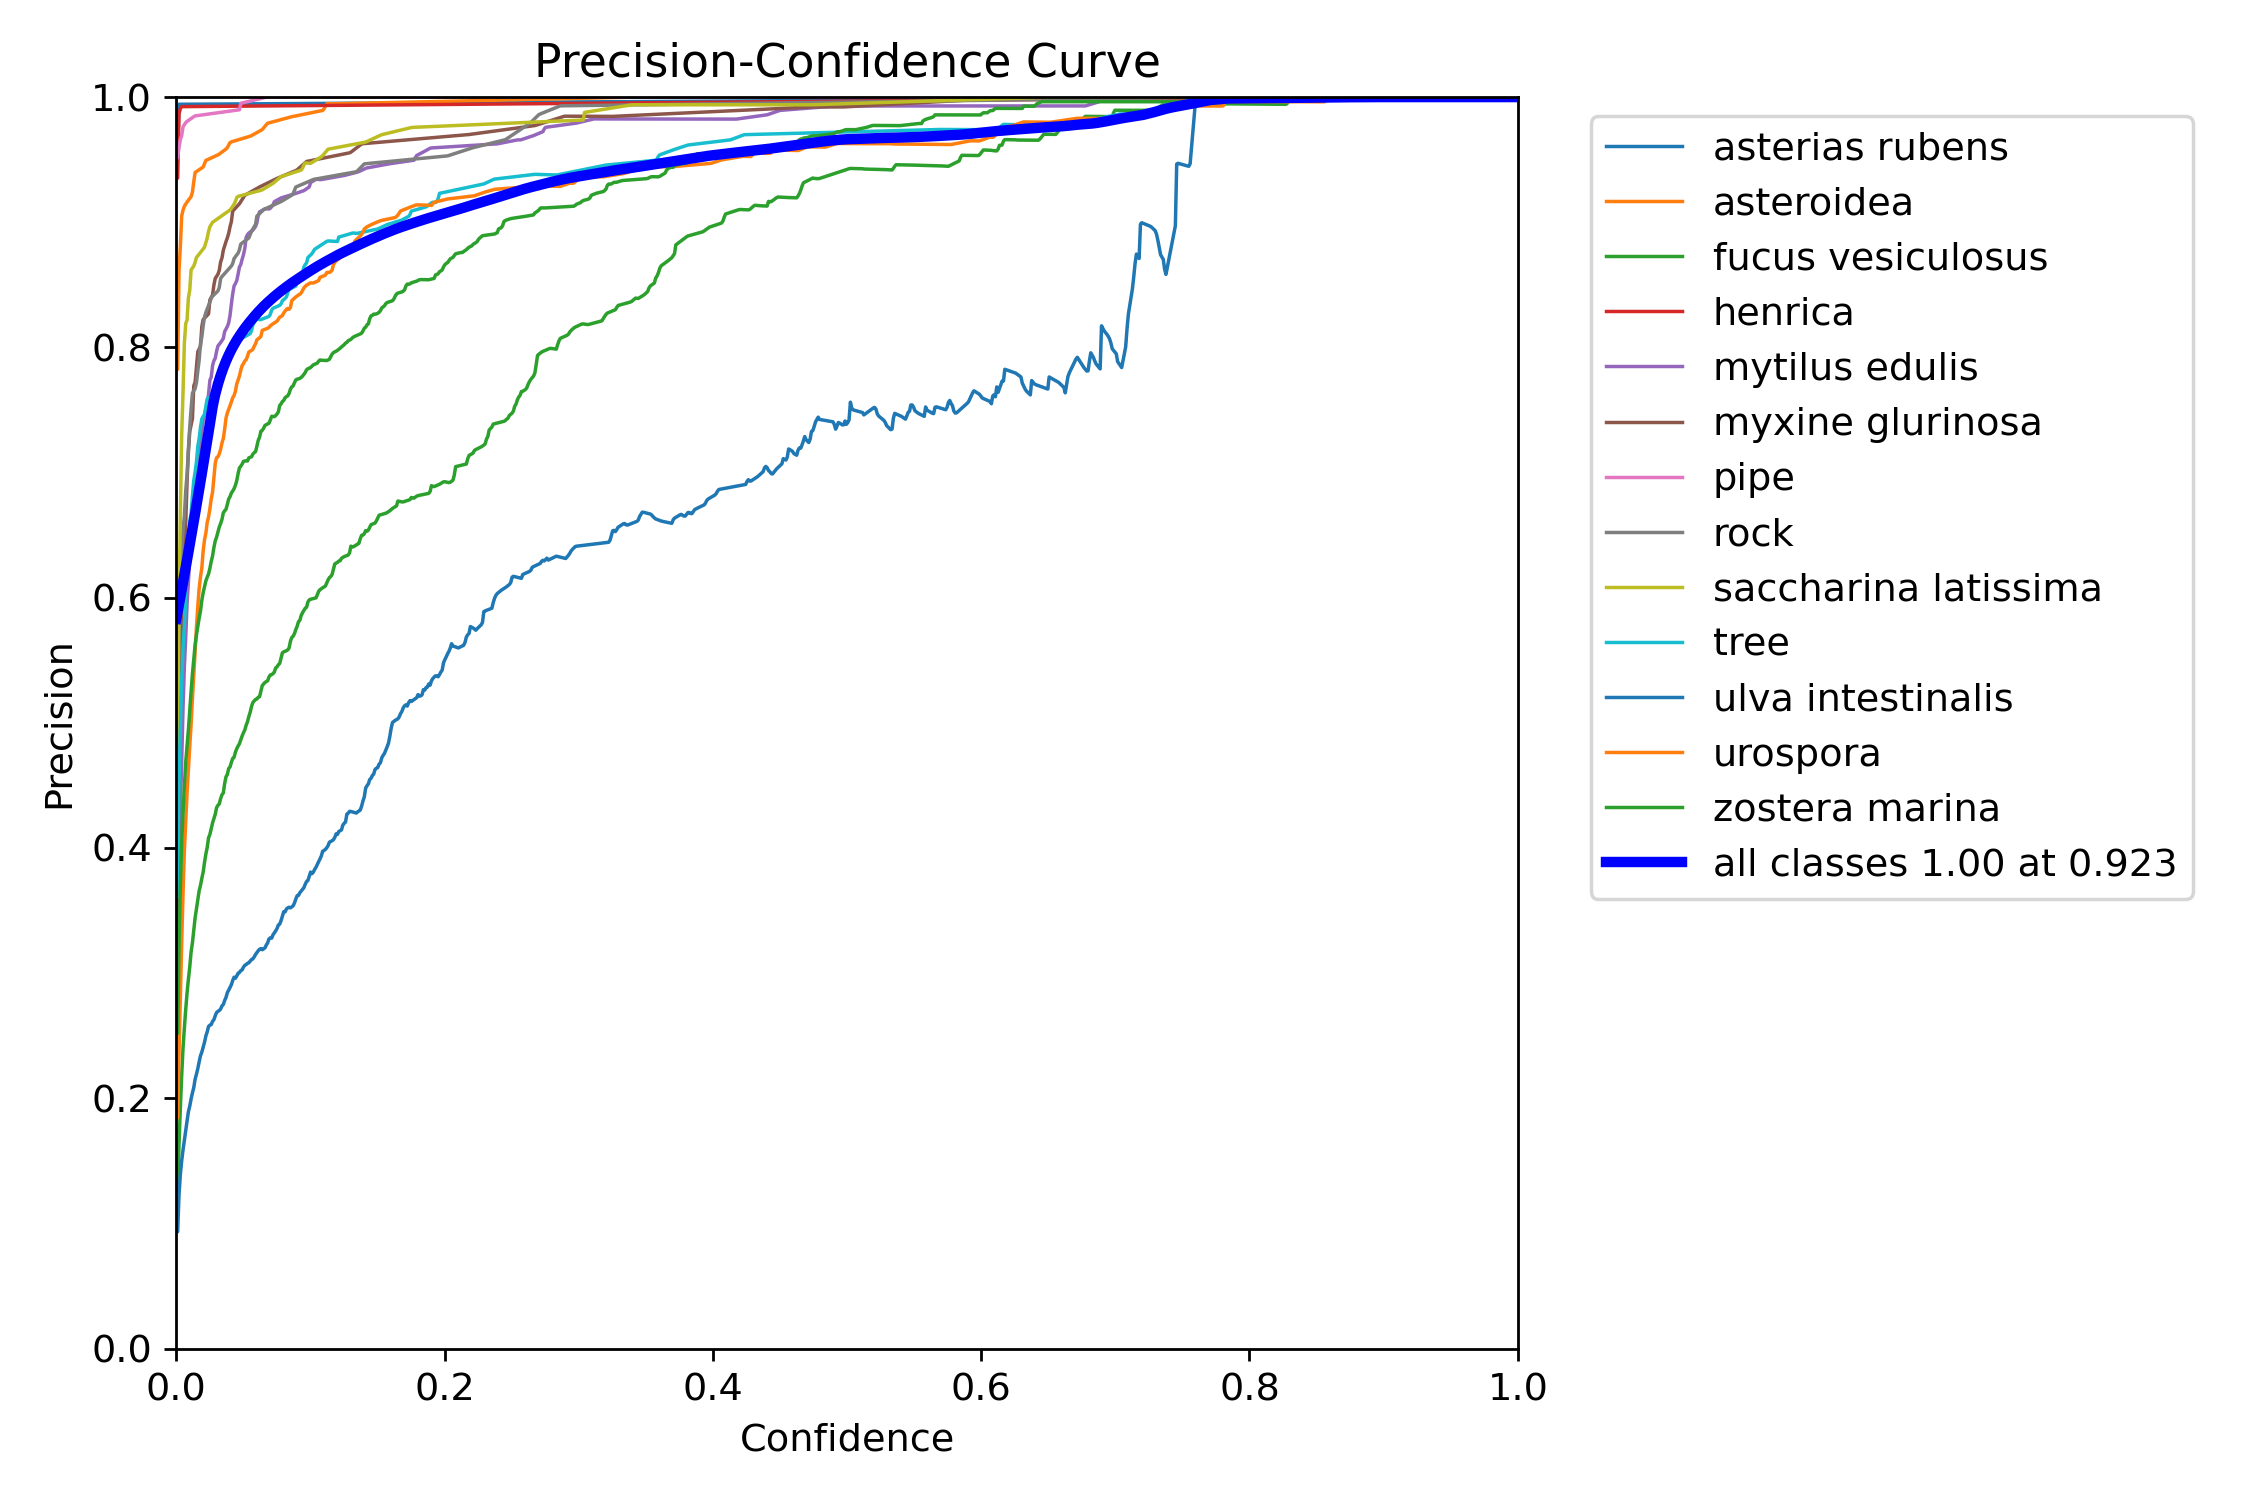 Precision-Confidence Curve
1.0
0.8
0.6
0.4
0.2
0.0
Precision
0.0 0.2 0.4 0.6 0.8 1.0
Confidence
asterias rubens
asteroidea
fucus vesiculosus
henrica
mytilus edulis
myxine glurinosa
pipe
rock
saccharina latissima
tree
ulva intestinalis
urospora
zostera marina
all classes 1.00 at 0.923